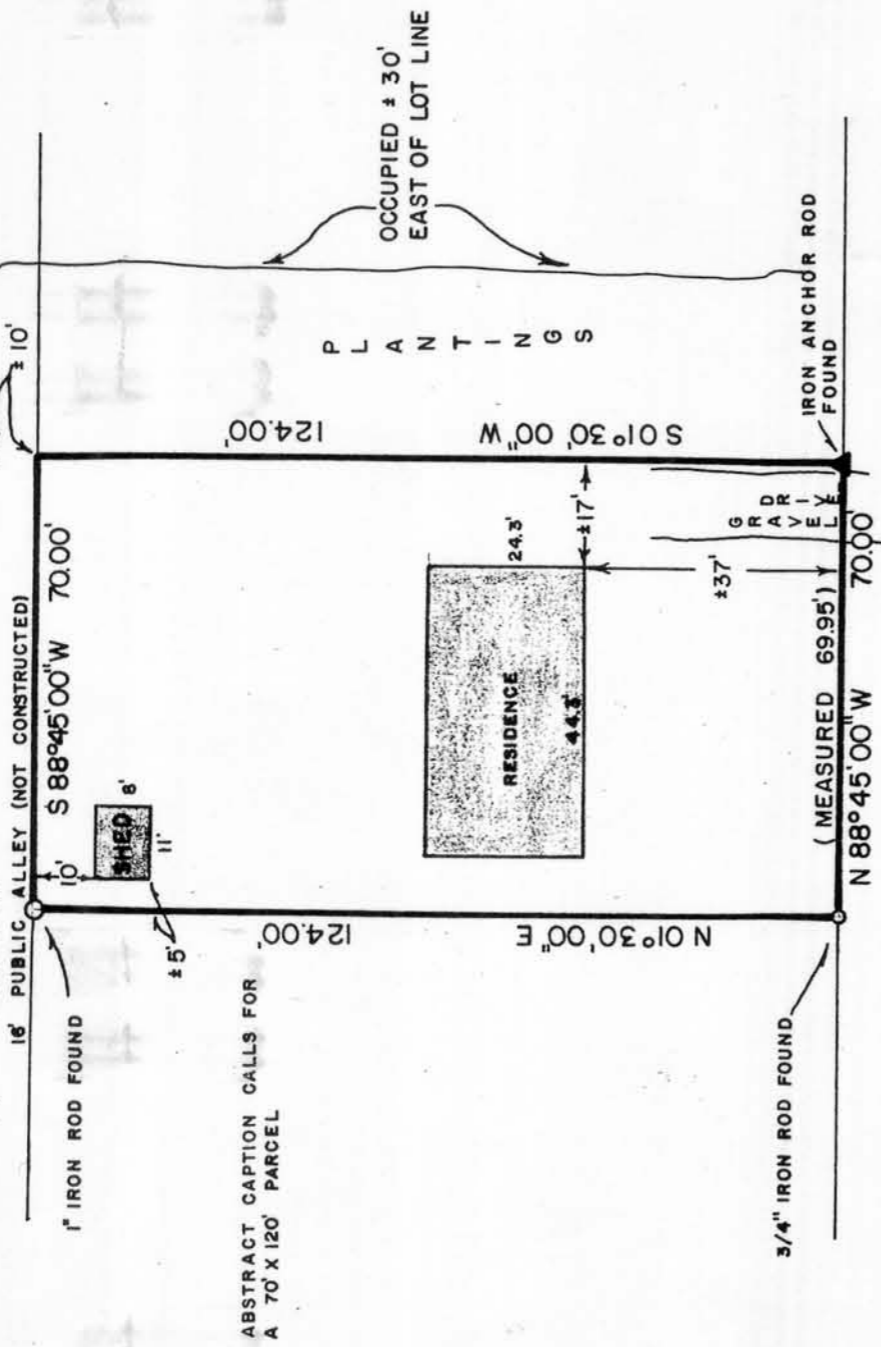 16' PUBLIC ALLEY (NOT CONSTRUCTED)
± 10'
S 88°45'00"W 70.00'
1" IRON ROD FOUND
10'
SHED
8'
11'
±5'
ABSTRACT CAPTION CALLS FOR
A 70' X 120' PARCEL
124.00'
N 01°30'00"E
124.00'
S 01°30'00"W
PLANTINGS
OCCUPIED ± 30'
EAST OF LOT LINE
RESIDENCE
24.3'
44.3'
±17'
±37'
GRAVEL
DRIVE
IRON ANCHOR ROD
FOUND
3/4" IRON ROD FOUND
(MEASURED 69.95')
N 88°45'00"W 70.00'